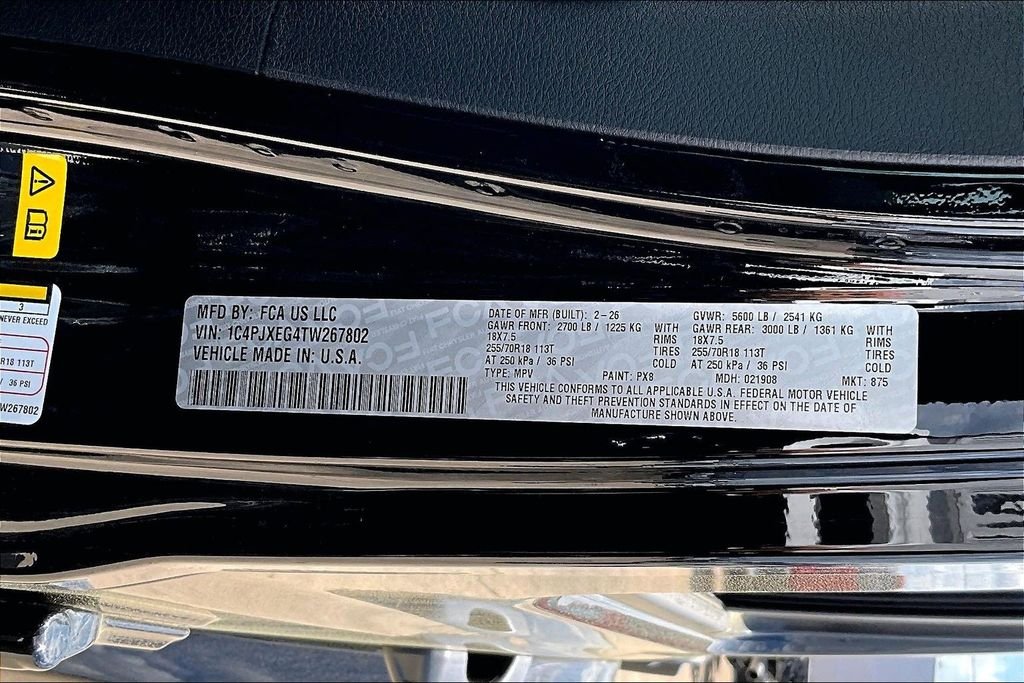 3
NEVER EXCEED
R18 113T
/ 36 PSI
W267802
MFD BY: FCA US LLC
VIN: 1C4PJXEG4TW267802
VEHICLE MADE IN: U.S.A.
DATE OF MFR (BUILT): 2-26
GVWR: 5600 LB / 2541 KG
GAWR FRONT: 2700 LB / 1225 KG WITH
18X7.5 RIMS
255/70R18 113T TIRES
AT 250 kPa / 36 PSI COLD
GAWR REAR: 3000 LB / 1361 KG WITH
18X7.5 RIMS
255/70R18 113T TIRES
AT 250 kPa / 36 PSI COLD
TYPE: MPV PAINT: PX8 MDH: 021908 MKT: 875
THIS VEHICLE CONFORMS TO ALL APPLICABLE U.S.A. FEDERAL MOTOR VEHICLE
SAFETY AND THEFT PREVENTION STANDARDS IN EFFECT ON THE DATE OF
MANUFACTURE SHOWN ABOVE.